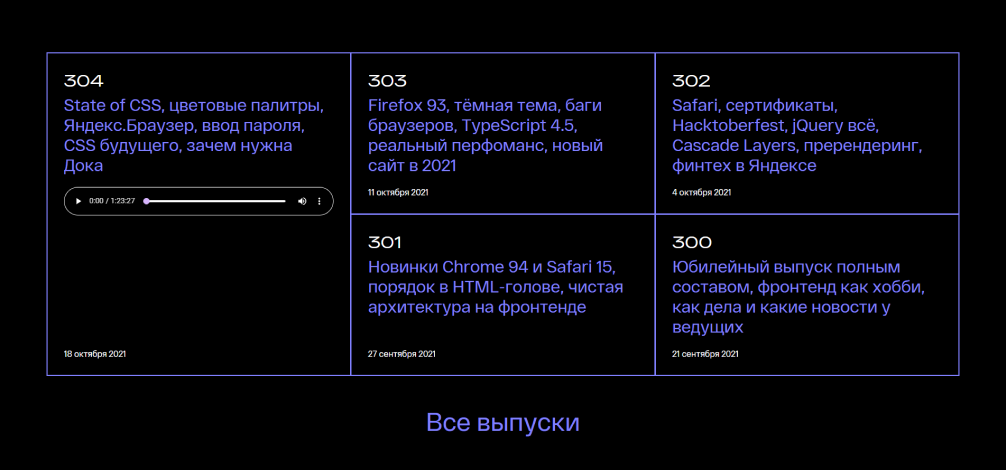 304
State of CSS, цветовые палитры,
Яндекс.Браузер, ввод пароля,
CSS будущего, зачем нужна
Дока
0:00 / 1:23:27
18 октября 2021
303
Firefox 93, тёмная тема, баги
браузеров, TypeScript 4.5,
реальный перфоманс, новый
сайт в 2021
11 октября 2021
302
Safari, сертификаты,
Hacktoberfest, jQuery всё,
Cascade Layers, пререндеринг,
финтех в Яндексе
4 октября 2021
301
Новинки Chrome 94 и Safari 15,
порядок в HTML-голове, чистая
архитектура на фронтенде
27 сентября 2021
300
Юбилейный выпуск полным
составом, фронтенд как хобби,
как дела и какие новости у
ведущих
21 сентября 2021
Все выпуски